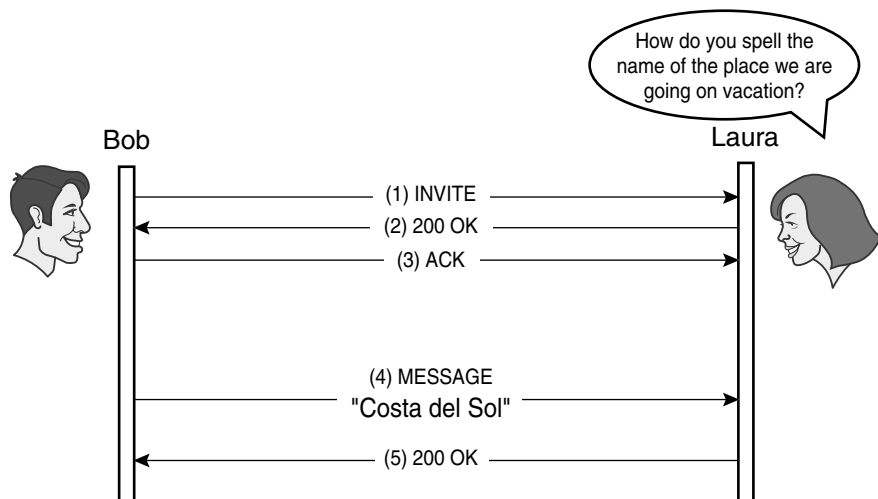 How do you spell the
name of the place we are
going on vacation?
Bob
Laura
(1) INVITE
(2) 200 OK
(3) ACK
(4) MESSAGE
"Costa del Sol"
(5) 200 OK